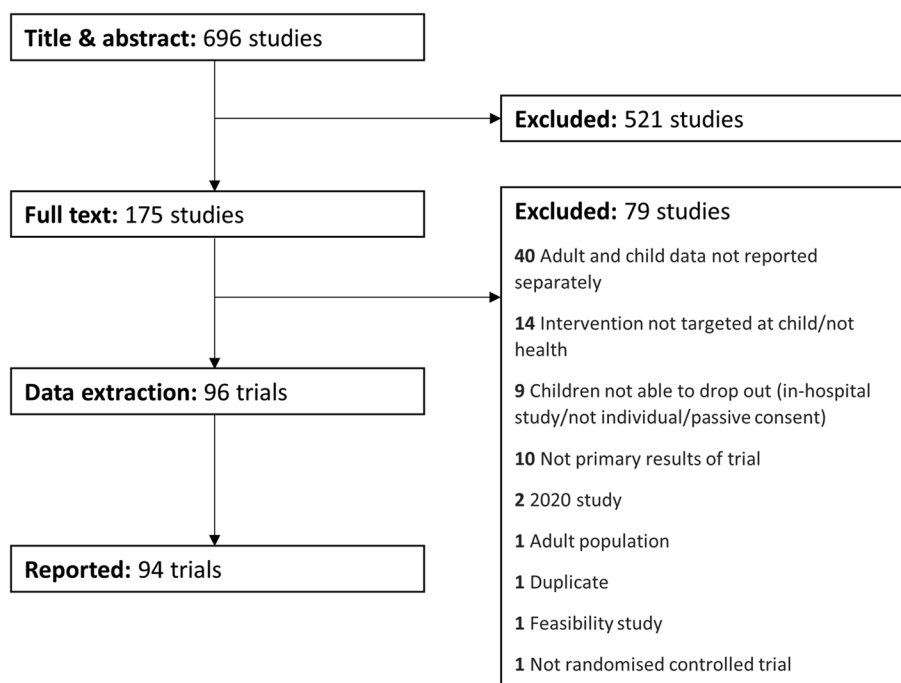 Title & abstract: 696 studies
Excluded: 521 studies
Full text: 175 studies
Excluded: 79 studies
40 Adult and child data not reported
separately
14 Intervention not targeted at child/not
health
9 Children not able to drop out (in-hospital
study/not individual/passive consent)
10 Not primary results of trial
2 2020 study
1 Adult population
1 Duplicate
1 Feasibility study
1 Not randomised controlled trial
Data extraction: 96 trials
Reported: 94 trials